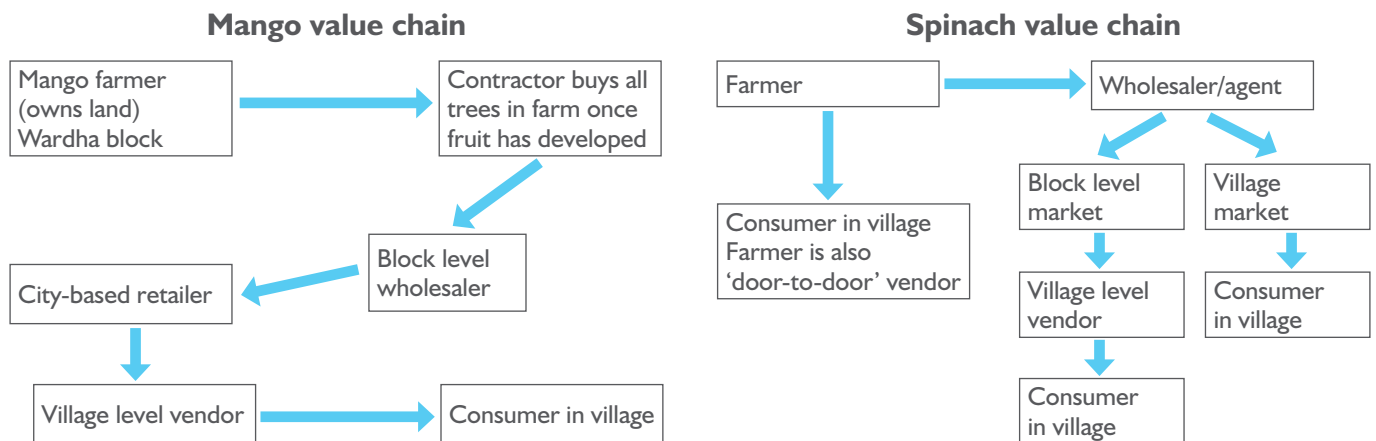 Mango value chain
Mango farmer
(owns land)
Wardha block
Contractor buys all
trees in farm once
fruit has developed
Block level
wholesaler
City-based retailer
Village level vendor
Consumer in village
Spinach value chain
Farmer
Wholesaler/agent
Consumer in village
Farmer is also
‘door-to-door’ vendor
Block level
market
Village
market
Village level
vendor
Consumer
in village
Consumer
in village